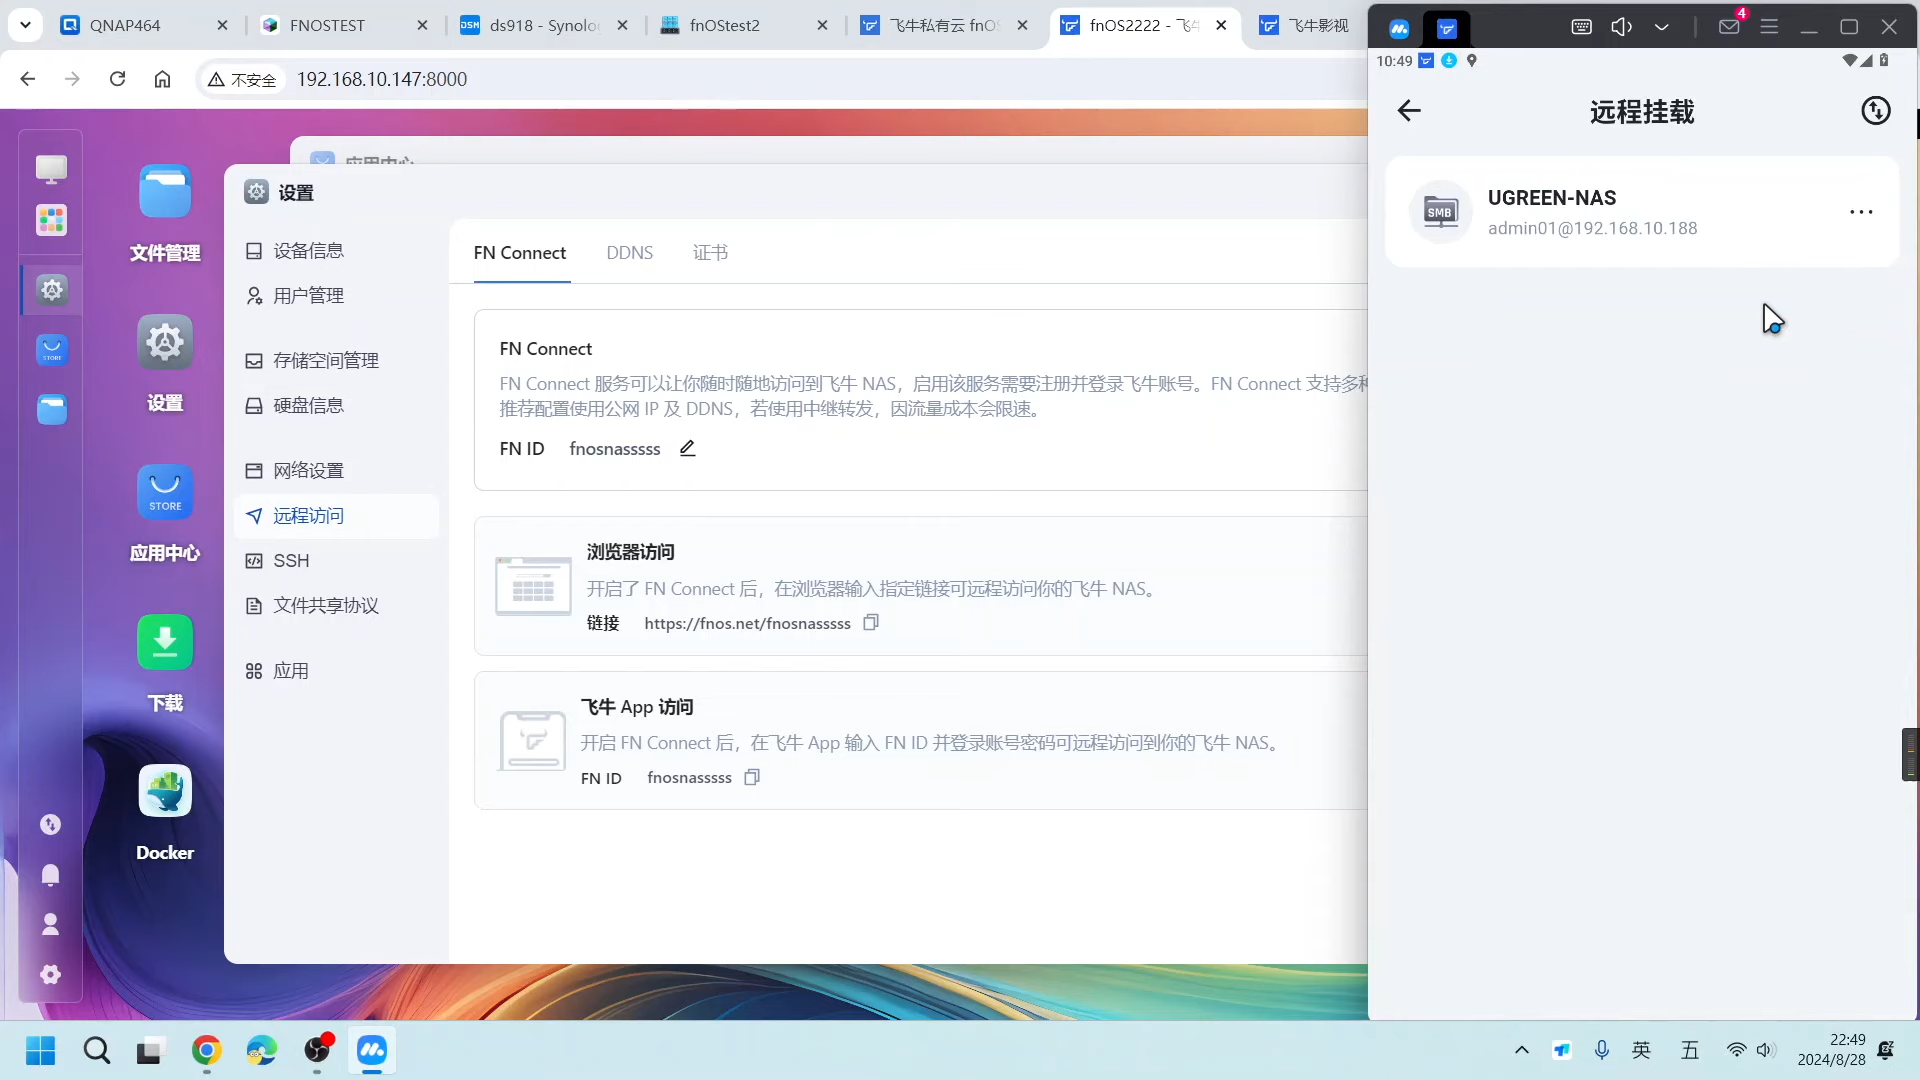 QNAP464
FNOSTEST
ds918 - Synolo
fnOStest2
飞牛私有云 fnOS
fnOS2222 - 飞牛
飞牛影视
不安全
192.168.10.147:8000
应用中心
设置
文件管理
设置
STORE
应用中心
下载
Docker
设备信息
用户管理
存储空间管理
硬盘信息
网络设置
远程访问
SSH
文件共享协议
应用
FN Connect
DDNS
证书
FN Connect
FN Connect 服务可以让你随时随地访问到飞牛 NAS，启用该服务需要注册并登录飞牛账号。FN Connect 支持多种
推荐配置使用公网 IP 及 DDNS，若使用中继转发，因流量成本会限速。
FN ID fnosnasssss
浏览器访问
开启了 FN Connect 后，在浏览器输入指定链接可远程访问你的飞牛 NAS。
链接 https://fnos.net/fnosnasssss
飞牛 App 访问
开启 FN Connect 后，在飞牛 App 输入 FN ID 并登录账号密码可远程访问到你的飞牛 NAS。
FN ID fnosnasssss
4
10:49
远程挂载
SMB
UGREEN-NAS
admin01@192.168.10.188
英
五
22:49
2024/8/28